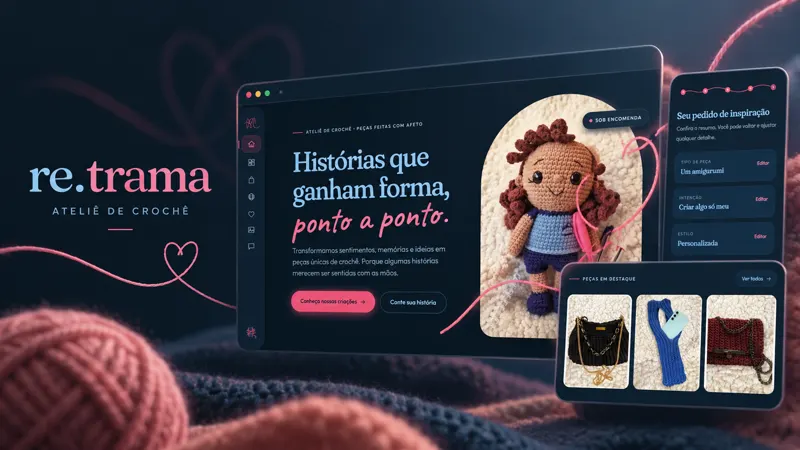 re.trama
ATELIÊ DE CROCHÊ
ATELIÊ DE CROCHÊ • PEÇAS FEITAS COM AFETO
Histórias que
ganham forma,
ponto a ponto.
Transformamos sentimentos, memórias e ideias em
peças únicas de crochê. Porque algumas histórias
merecem ser sentidas com as mãos.
Conheça nossas criações →
Conte sua história
SOB ENCOMENDA
Seu pedido de inspiração
Confira o resumo. Você pode voltar e ajustar
qualquer detalhe.
TIPO DE PEÇA
Um amigurumi
Editar
INTENÇÃO
Criar algo só meu
Editar
ESTILO
Personalizada
Editar
PEÇAS EM DESTAQUE
Ver todas →